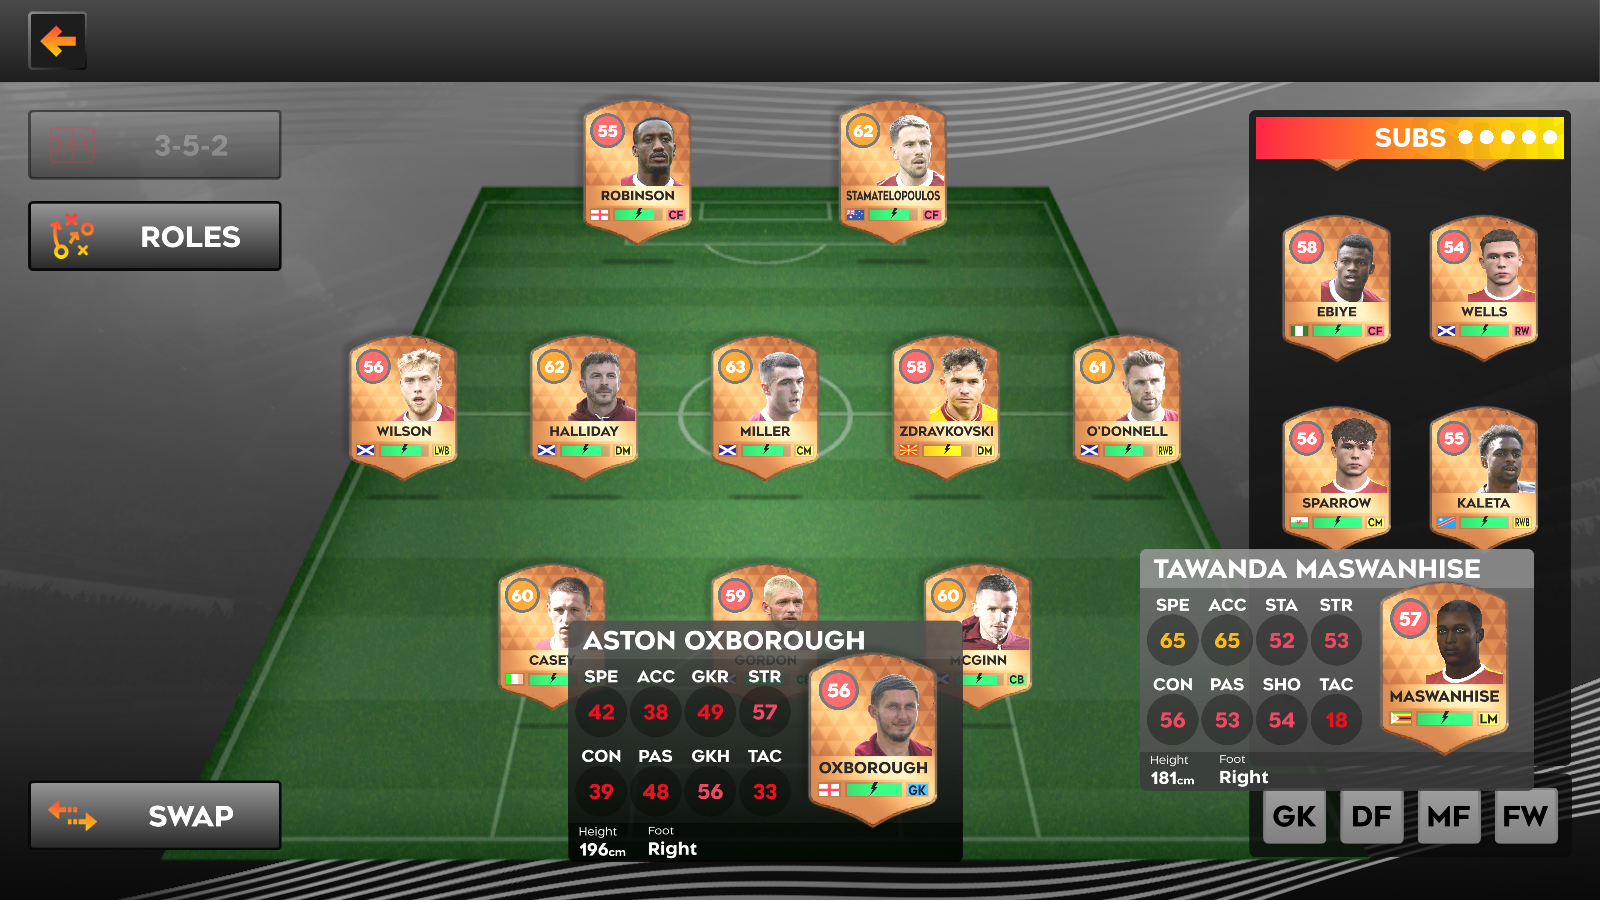 3-5-2
ROLES
SWAP
55
ROBINSON
CF
62
STAMATELOPOULOS
CF
56
WILSON
LWB
62
HALLIDAY
DM
63
MILLER
CM
58
ZDRAVKOVSKI
DM
61
O'DONNELL
RWB
60
CASEY
59
GORDON
60
MCGINN
CB
ASTON OXBOROUGH
SPE ACC GKR STR
42 38 49 57
CON PAS GKH TAC
39 48 56 33
Height Foot
196cm Right
56
OXBOROUGH
GK
SUBS
58
EBIYE
CF
54
WELLS
RW
56
SPARROW
CM
55
KALETA
RWB
TAWANDA MASWANHISE
SPE ACC STA STR
65 65 52 53
CON PAS SHO TAC
56 53 54 18
Height Foot
181cm Right
57
MASWANHISE
LM
GK DF MF FW